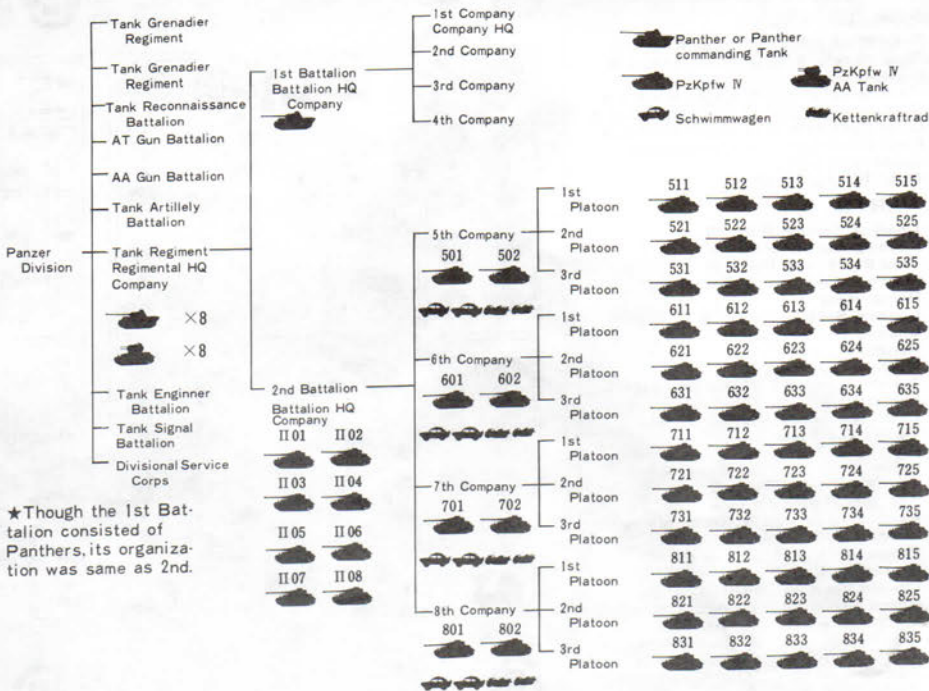 Panzer
Division
Tank Grenadier
Regiment
Tank Grenadier
Regiment
Tank Reconnaissance
Battalion
AT Gun Battalion
AA Gun Battalion
Tank Artillely
Battalion
Tank Regiment
Regimental HQ
Company
×8
×8
Tank Enginner
Battalion
Tank Signal
Battalion
Divisional Service
Corps
★Though the 1st Bat-
talion consisted of
Panthers, its organiza-
tion was same as 2nd.
1st Battalion
Battalion HQ
Company
1st Company
Company HQ
2nd Company
3rd Company
4th Company
Panther or Panther
commanding Tank
PzKpfw Ⅳ
PzKpfw Ⅳ
AA Tank
Schwimmwagen
Kettenkraftrad
2nd Battalion
Battalion HQ
Company
II 01 II 02
II 03 II 04
II 05 II 06
II 07 II 08
5th Company
501 502
1st
Platoon
511 512 513 514 515
2nd
Platoon
521 522 523 524 525
3rd
Platoon
531 532 533 534 535
6th Company
601 602
1st
Platoon
611 612 613 614 615
2nd
Platoon
621 622 623 624 625
3rd
Platoon
631 632 633 634 635
7th Company
701 702
1st
Platoon
711 712 713 714 715
2nd
Platoon
721 722 723 724 725
3rd
Platoon
731 732 733 734 735
8th Company
801 802
1st
Platoon
811 812 813 814 815
2nd
Platoon
821 822 823 824 825
3rd
Platoon
831 832 833 834 835